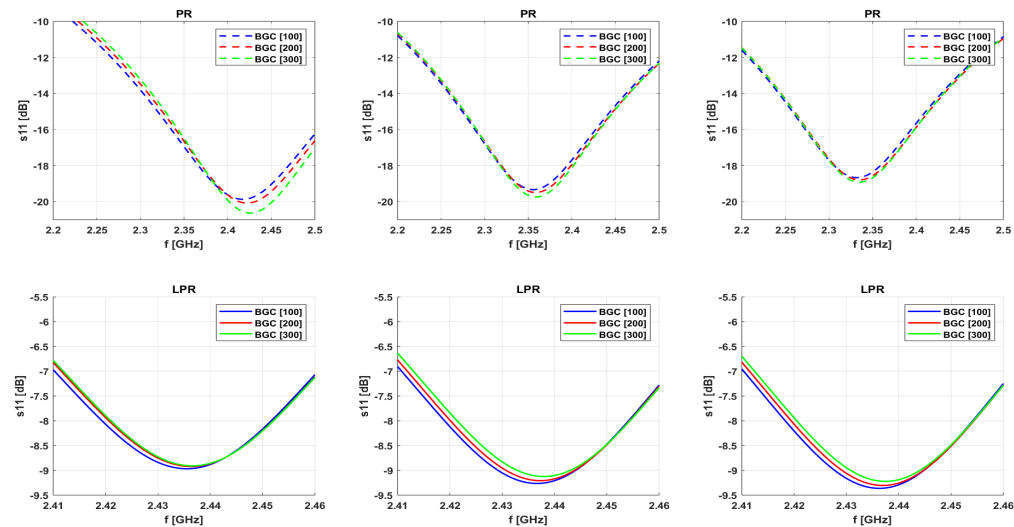 PR
-10
-12
-14
-16
-18
-20
s11 [dB]
BGC [100]
BGC [200]
BGC [300]
2.2 2.25 2.3 2.35 2.4 2.45 2.5
f [GHz]
PR
-10
-12
-14
-16
-18
-20
s11 [dB]
BGC [100]
BGC [200]
BGC [300]
2.2 2.25 2.3 2.35 2.4 2.45 2.5
f [GHz]
PR
-10
-12
-14
-16
-18
-20
s11 [dB]
BGC [100]
BGC [200]
BGC [300]
2.2 2.25 2.3 2.35 2.4 2.45 2.5
f [GHz]
LPR
-5.5
-6
-6.5
-7
-7.5
-8
-8.5
-9
-9.5
s11 [dB]
BGC [100]
BGC [200]
BGC [300]
2.41 2.42 2.43 2.44 2.45 2.46
f [GHz]
LPR
-5.5
-6
-6.5
-7
-7.5
-8
-8.5
-9
-9.5
s11 [dB]
BGC [100]
BGC [200]
BGC [300]
2.41 2.42 2.43 2.44 2.45 2.46
f [GHz]
LPR
-5.5
-6
-6.5
-7
-7.5
-8
-8.5
-9
-9.5
s11 [dB]
BGC [100]
BGC [200]
BGC [300]
2.41 2.42 2.43 2.44 2.45 2.46
f [GHz]